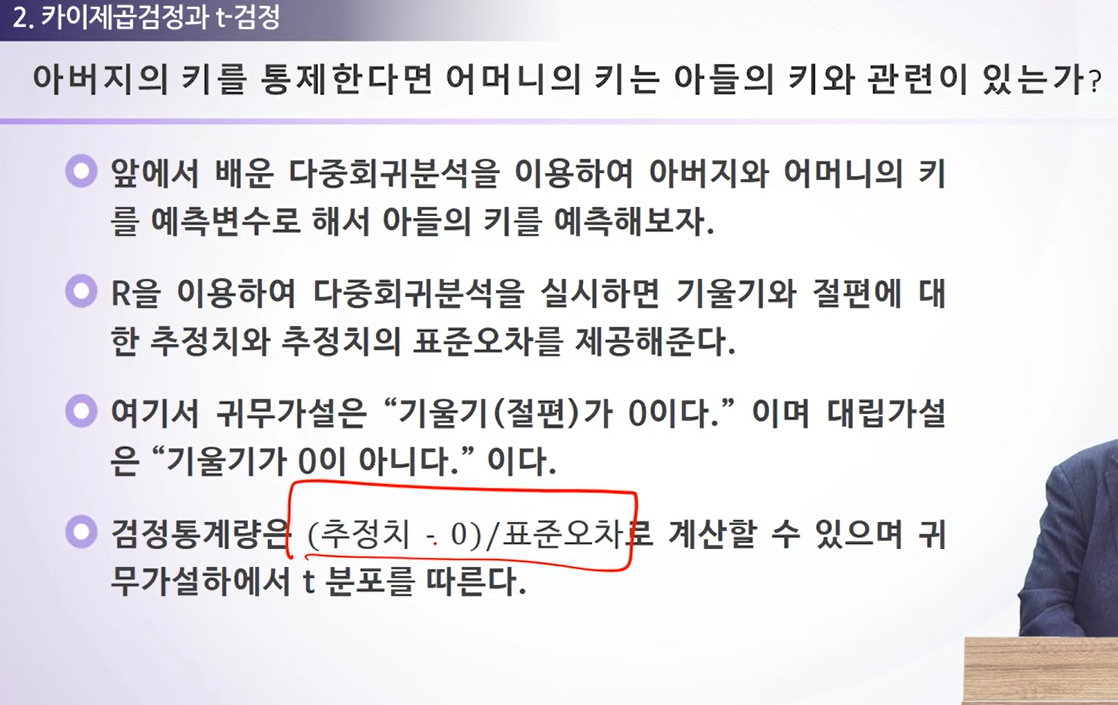 2. 카이제곱검정과 t-검정
아버지의 키를 통제한다면 어머니의 키는 아들의 키와 관련이 있는가?
앞에서 배운 다중회귀분석을 이용하여 아버지와 어머니의 키
를 예측변수로 해서 아들의 키를 예측해보자.
R을 이용하여 다중회귀분석을 실시하면 기울기와 절편에 대
한 추정치와 추정치의 표준오차를 제공해준다.
여기서 귀무가설은 “기울기(절편)가 0이다.” 이며 대립가설
은 “기울기가 0이 아니다.” 이다.
검정통계량은 (추정치 - 0)/표준오차로 계산할 수 있으며 귀
무가설하에서 t 분포를 따른다.